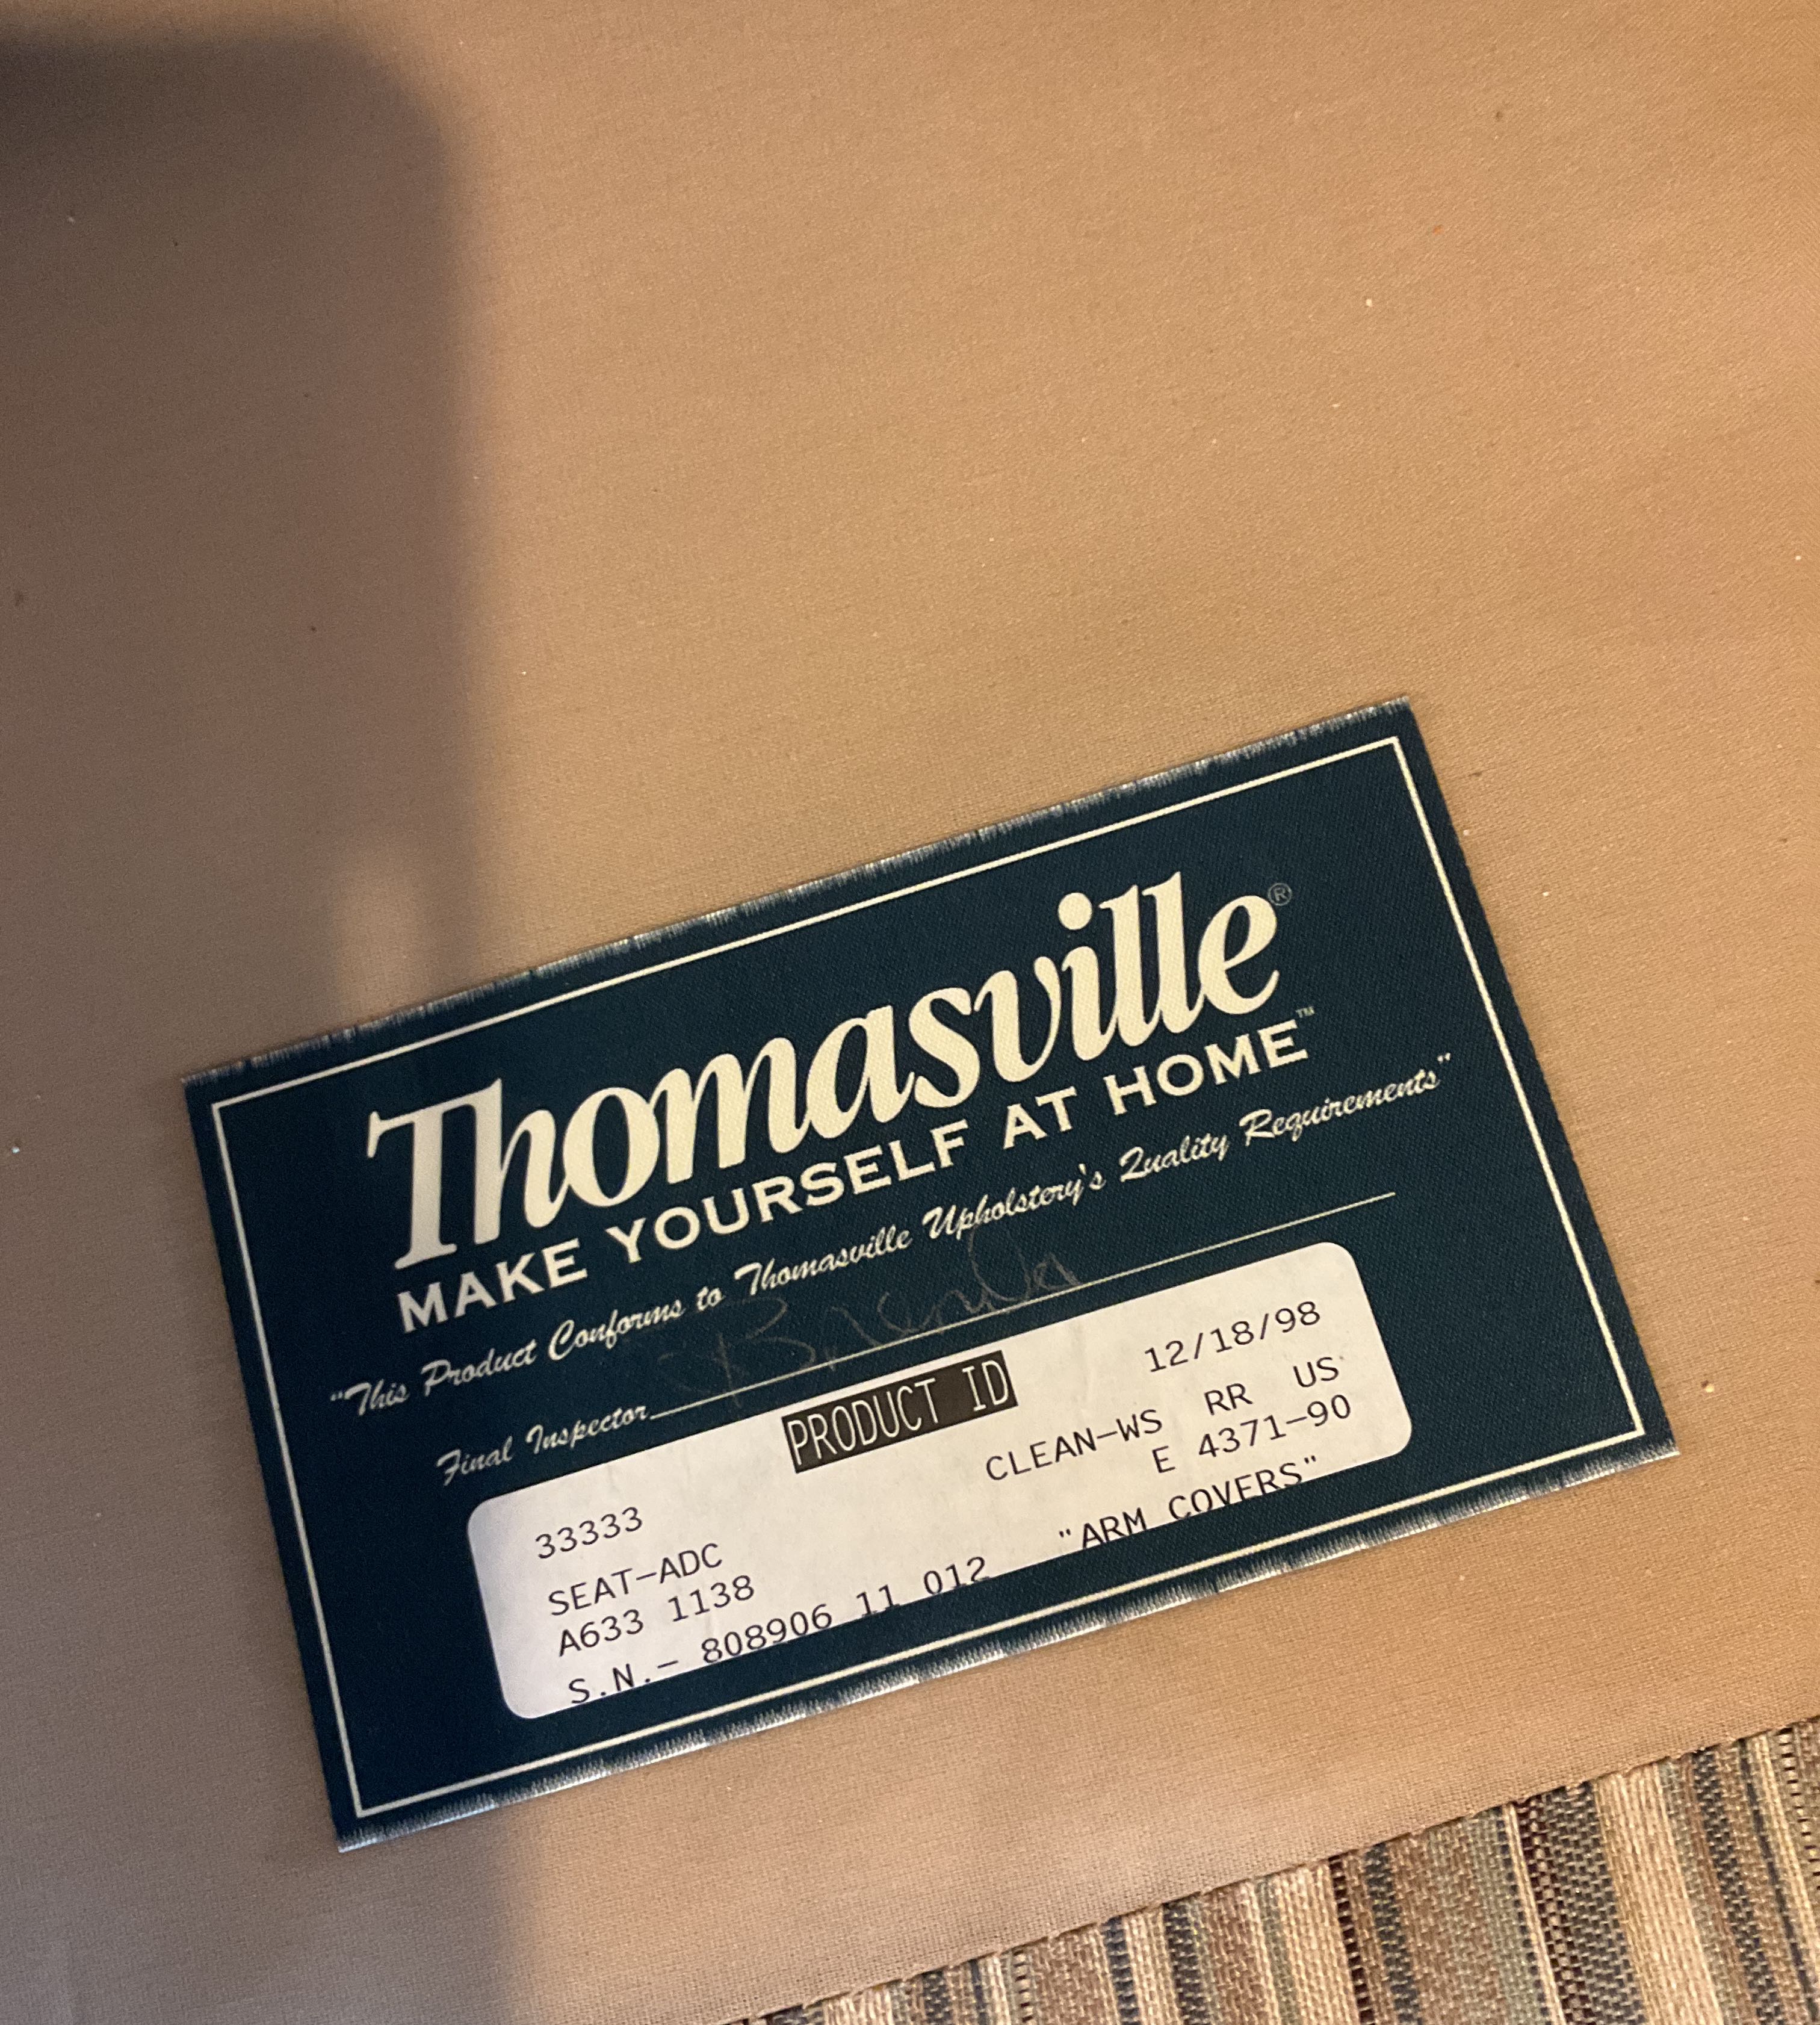 Thomasville®
MAKE YOURSELF AT HOME™
"This Product Conforms to Thomasville Upholstery's Quality Requirements"
Final Inspector Brenda
PRODUCT ID
12/18/98
33333 CLEAN-WS RR US
SEAT-ADC E 4371-90
A633 1138
S.N.- 808906 11 012 "ARM COVERS"